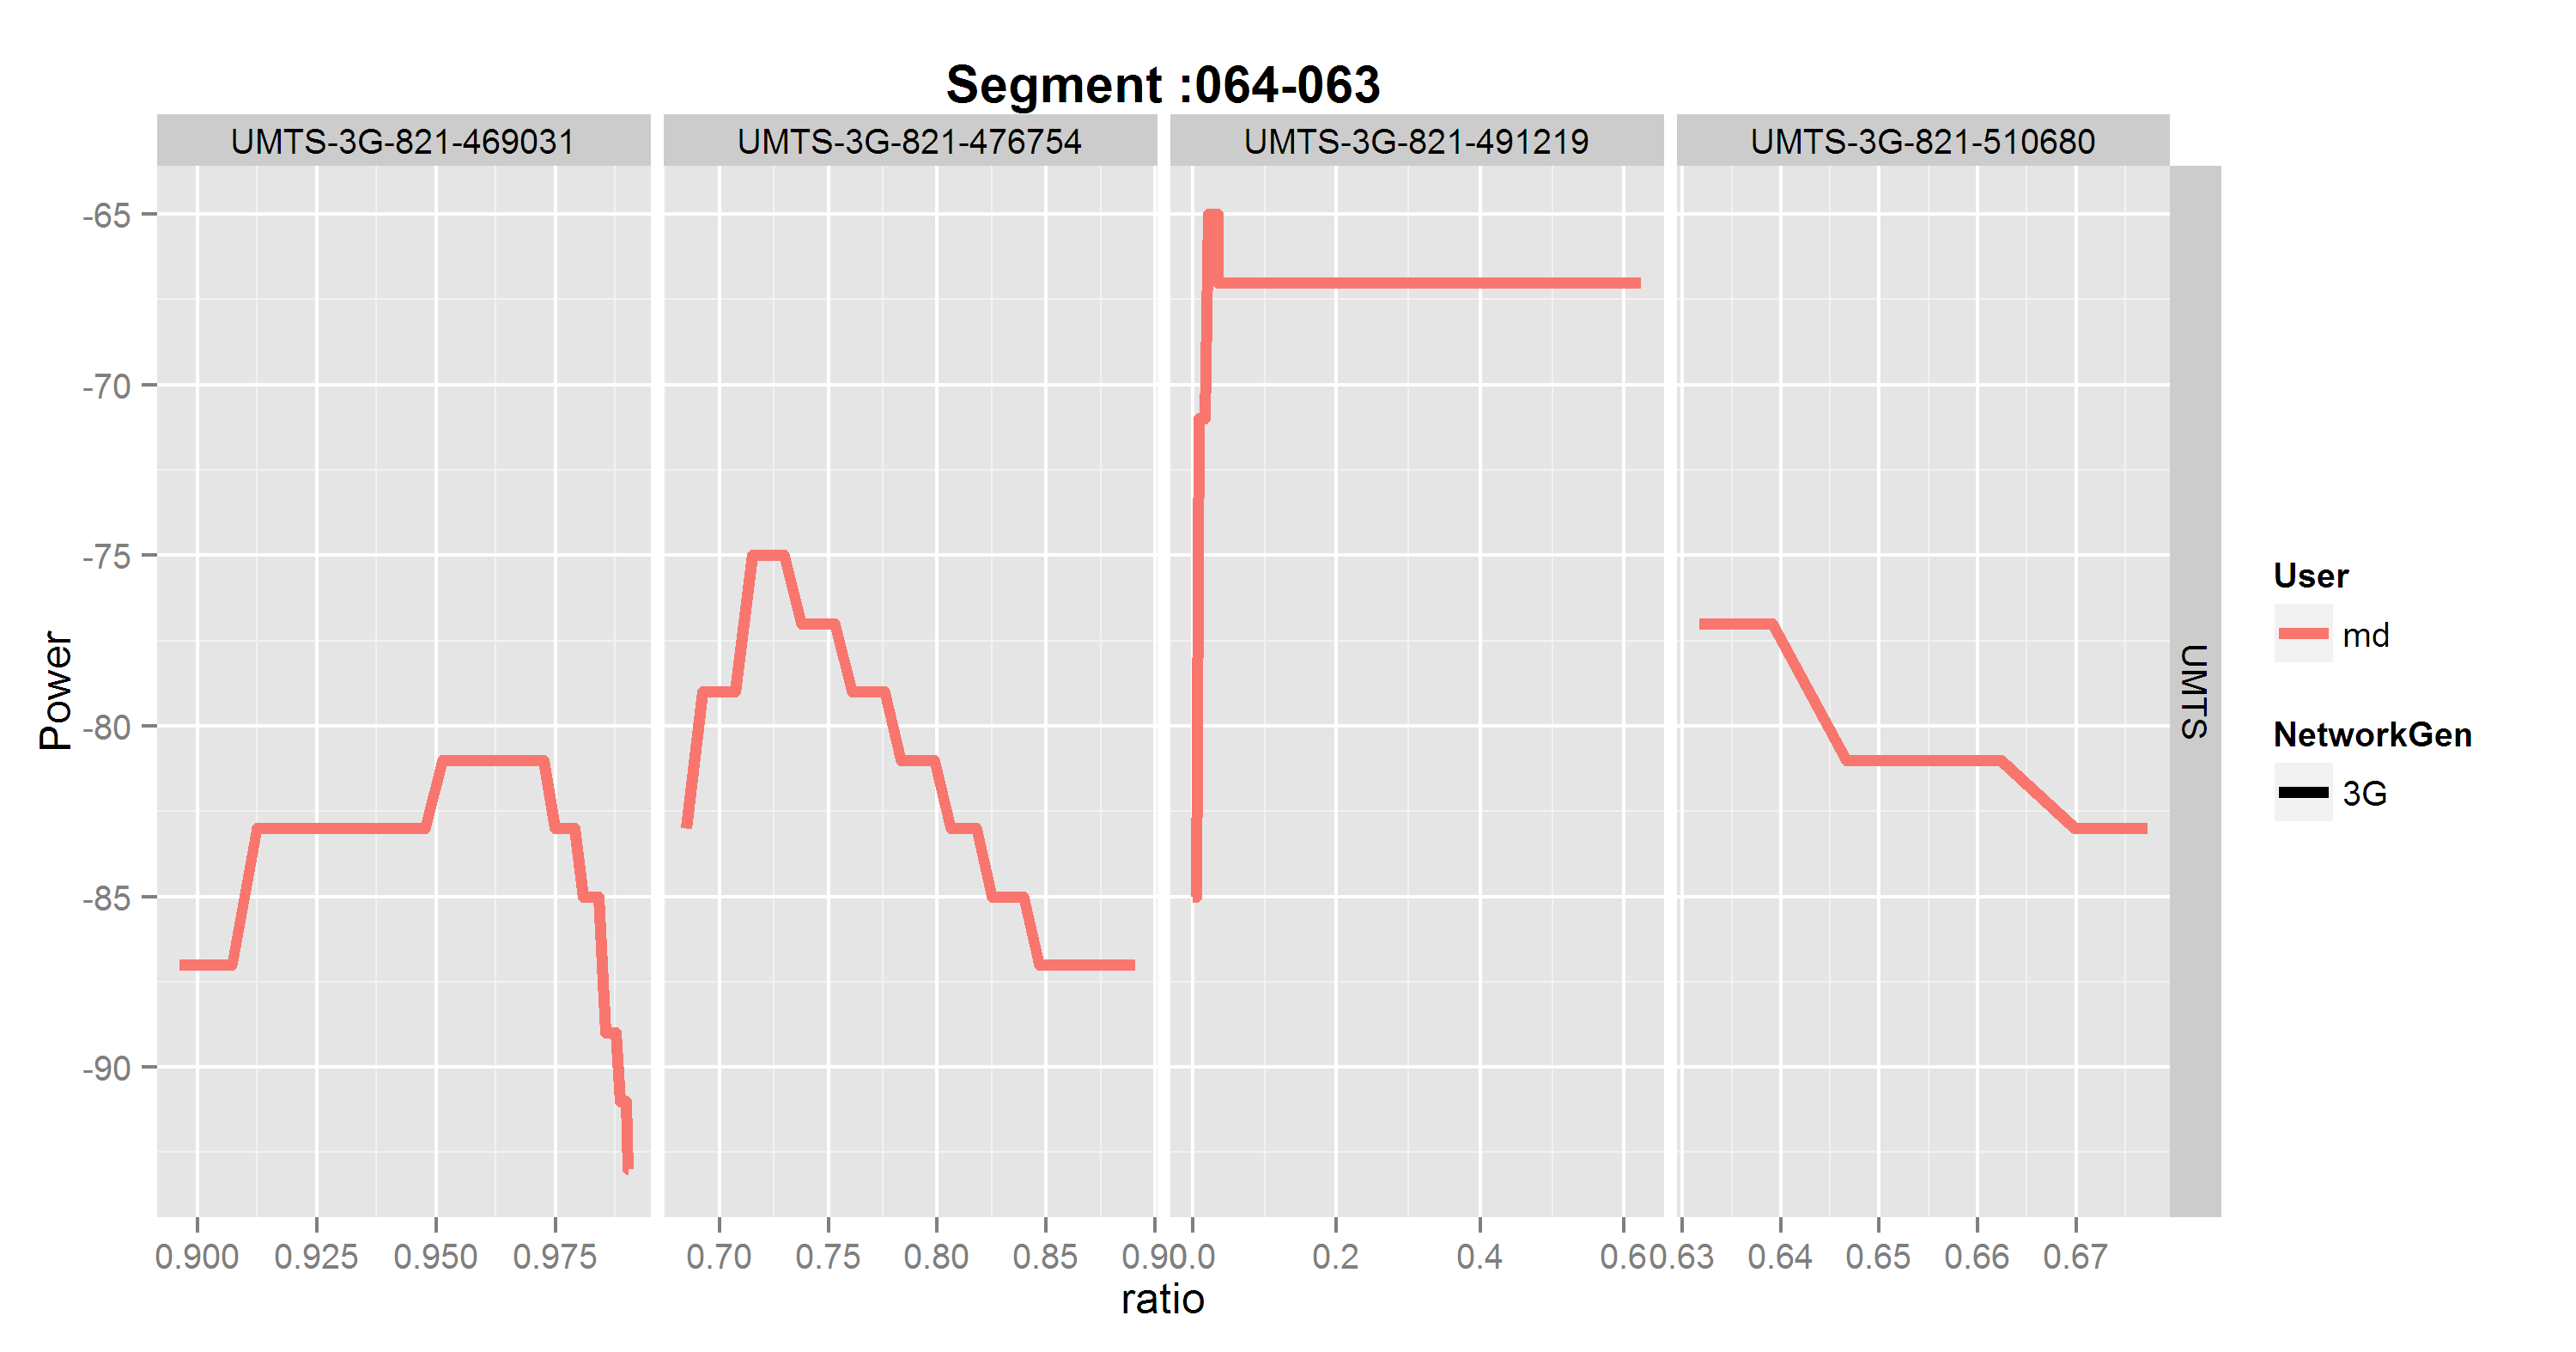 Segment :064-063
UMTS-3G-821-469031 UMTS-3G-821-476754 UMTS-3G-821-491219 UMTS-3G-821-510680
-65
-70
-75
-80
-85
-90
Power
UMTS
User
md
NetworkGen
3G
0.900 0.925 0.950 0.975 0.70 0.75 0.80 0.85 0.90 0.0 0.2 0.4 0.6 0.63 0.64 0.65 0.66 0.67
ratio